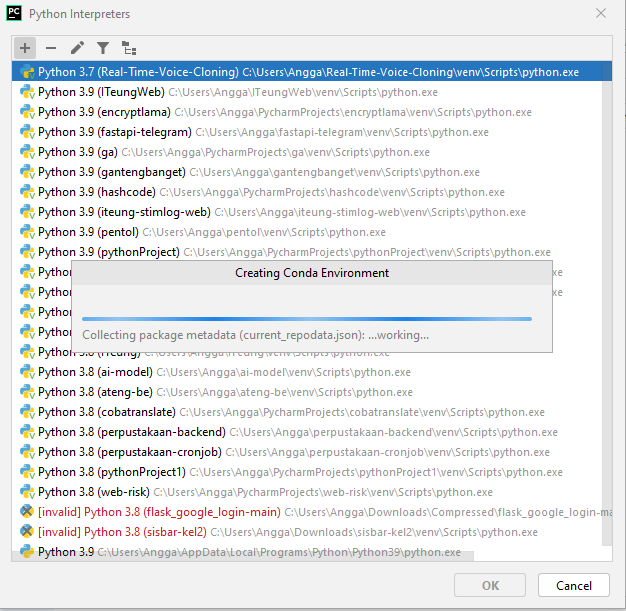 PC Python Interpreters
Python 3.7 (Real-Time-Voice-Cloning) C:\Users\Angga\Real-Time-Voice-Cloning\venv\Scripts\python.exe
Python 3.9 (ITeungWeb) C:\Users\Angga\ITeungWeb\venv\Scripts\python.exe
Python 3.9 (encryptlama) C:\Users\Angga\PycharmProjects\encryptlama\venv\Scripts\python.exe
Python 3.9 (fastapi-telegram) C:\Users\Angga\fastapi-telegram\venv\Scripts\python.exe
Python 3.9 (ga) C:\Users\Angga\PycharmProjects\ga\venv\Scripts\python.exe
Python 3.9 (gantengbanget) C:\Users\Angga\gantengbanget\venv\Scripts\python.exe
Python 3.9 (hashcode) C:\Users\Angga\PycharmProjects\hashcode\venv\Scripts\python.exe
Python 3.9 (iteung-stimlog-web) C:\Users\Angga\iteung-stimlog-web\venv\Scripts\python.exe
Python 3.9 (pentol) C:\Users\Angga\pentol\venv\Scripts\python.exe
Python 3.9 (pythonProject) C:\Users\Angga\PycharmProjects\pythonProject\venv\Scripts\python.exe
Creating Conda Environment
Collecting package metadata (current_repodata.json): ...working...
Python 3.8 (ITeung) C:\Users\Angga\ITeung\venv\Scripts\python.exe
Python 3.8 (ai-model) C:\Users\Angga\ai-model\venv\Scripts\python.exe
Python 3.8 (ateng-be) C:\Users\Angga\ateng-be\venv\Scripts\python.exe
Python 3.8 (cobatranslate) C:\Users\Angga\PycharmProjects\cobatranslate\venv\Scripts\python.exe
Python 3.8 (perpustakaan-backend) C:\Users\Angga\perpustakaan-backend\venv\Scripts\python.exe
Python 3.8 (perpustakaan-cronjob) C:\Users\Angga\perpustakaan-cronjob\venv\Scripts\python.exe
Python 3.8 (pythonProject1) C:\Users\Angga\PycharmProjects\pythonProject1\venv\Scripts\python.exe
Python 3.8 (web-risk) C:\Users\Angga\PycharmProjects\web-risk\venv\Scripts\python.exe
[invalid] Python 3.8 (flask_google_login-main) C:\Users\Angga\Downloads\Compressed\flask_google_login-ma
[invalid] Python 3.8 (sisbar-kel2) C:\Users\Angga\Downloads\sisbar-kel2\venv\Scripts\python.exe
Python 3.9 C:\Users\Angga\AppData\Local\Programs\Python\Python39\python.exe
OK Cancel